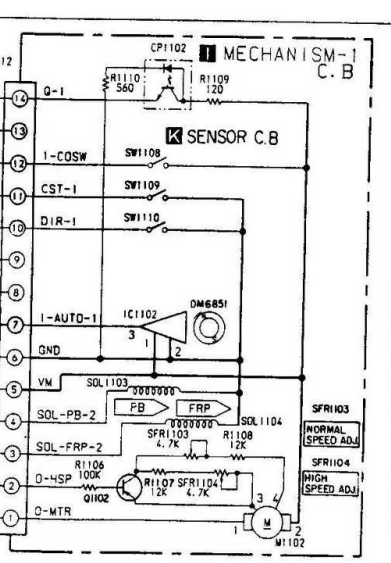 CP1102
I MECHANISM-1
C.B
12
R1110
560
R1109
120
14 Q-1
13
K SENSOR C.B
12 1-COSW SW1108
11 CST-1 SW1109
10 DIR-1 SW1110
9
8
DM6851
7 1-AUTO-1 IC1102
3 1 2
6 GND
5 VM SOL1103
4 SOL-PB-2 PB FRP
SOL1104
SFR1103
NORMAL
SPEED ADJ
3 SOL-FRP-2
SFR1103
4.7K
R1108
12K
SFR1104
HIGH
SPEED ADJ
R1106
100K
2 O-HSP
Q1102
R1107
12K
SFR1104
4.7K
3 4
1 O-MTR
1 M 2
M1102